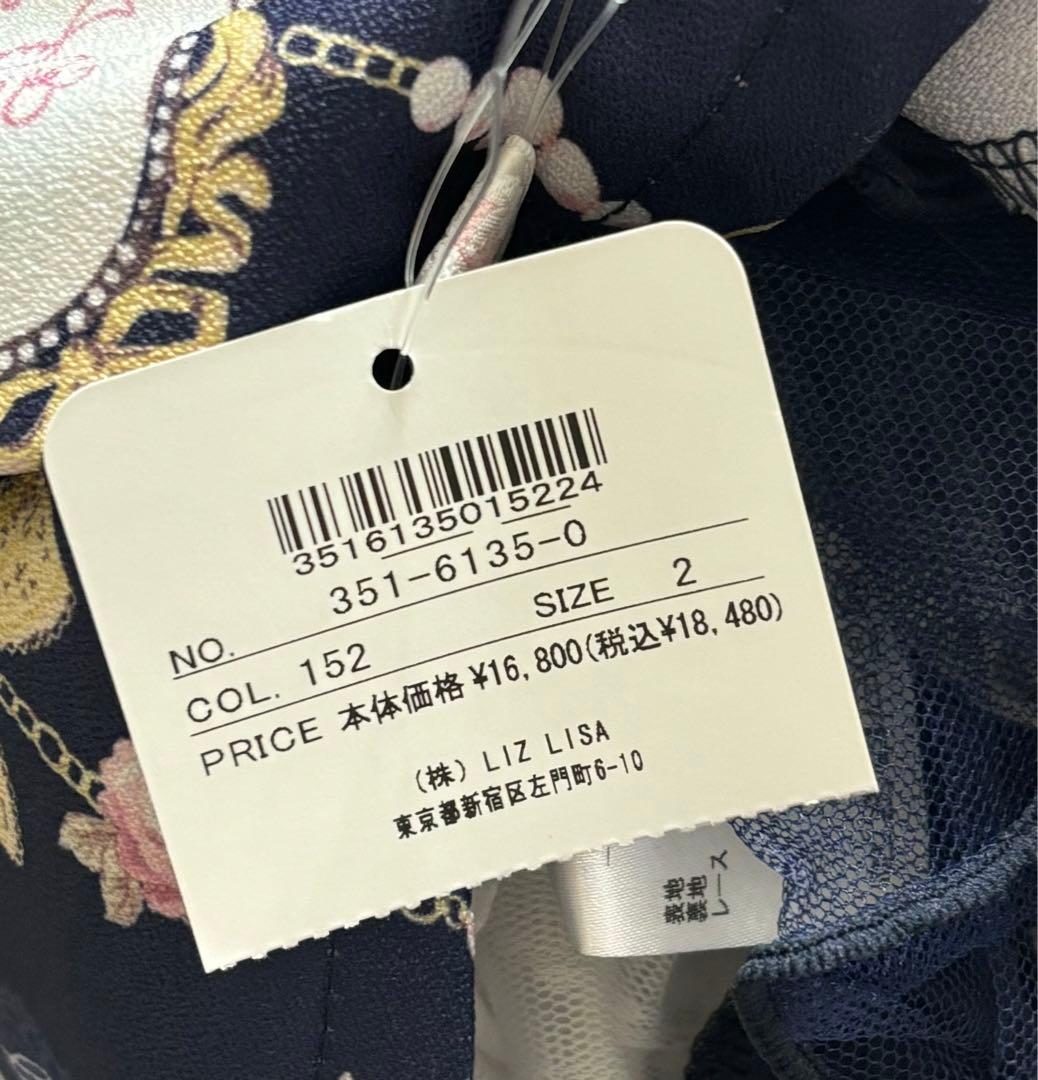 3516135015224
NO. 351-6135-0
COL. 152 SIZE 2
PRICE 本体価格 ¥16,800(税込¥18,480)
(株) LIZ LISA
東京都新宿区左門町6-10
表地
裏地
レース